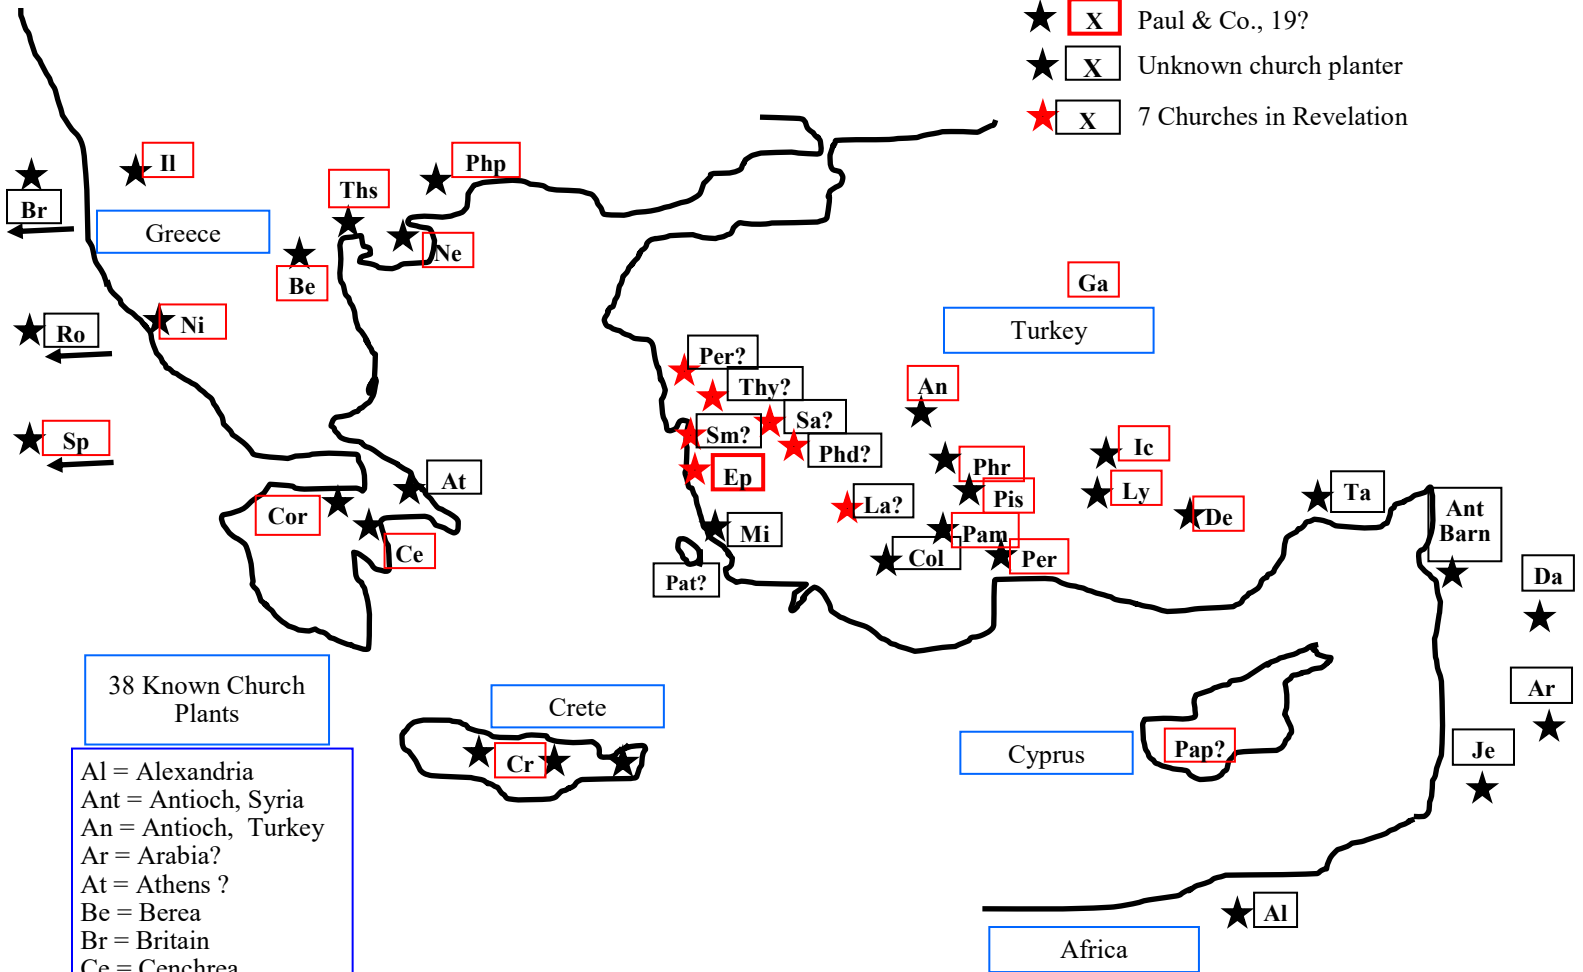 X Paul & Co., 19?
X Unknown church planter
X 7 Churches in Revelation
Il
Php
Ths
Br
Greece
Ne
Be
Ga
Ni
Ro
Turkey
Per?
Thy?
An
Sa?
Sm?
Phd?
Sp
Ic
Phr
Ep
At
Pis
Ly
Ta
La?
Cor
De
Ant
Barn
Mi
Pam
Ce
Col
Per
Pat?
Da
38 Known Church
Plants
Ar
Crete
Cyprus
Pap?
Je
Cr
Al = Alexandria
Ant = Antioch, Syria
An = Antioch, Turkey
Ar = Arabia?
At = Athens ?
Be = Berea
Br = Britain
Ce = Cenchrea
Al
Africa